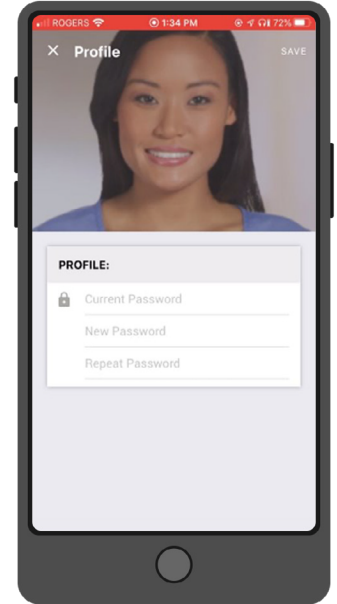 ROGERS 1:34 PM 72%
× Profile SAVE
PROFILE:
Current Password
New Password
Repeat Password